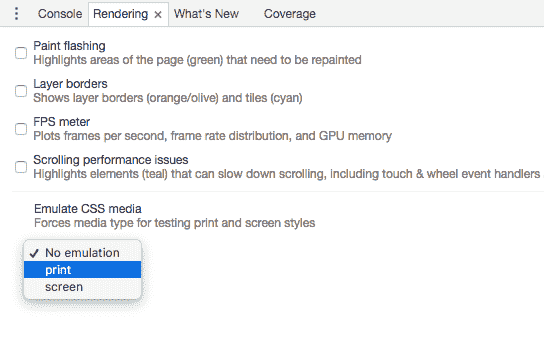 Console Rendering × What's New Coverage
Paint flashing
Highlights areas of the page (green) that need to be repainted
Layer borders
Shows layer borders (orange/olive) and tiles (cyan)
FPS meter
Plots frames per second, frame rate distribution, and GPU memory
Scrolling performance issues
Highlights elements (teal) that can slow down scrolling, including touch & wheel event handlers
Emulate CSS media
Forces media type for testing print and screen styles
✓ No emulation
print
screen